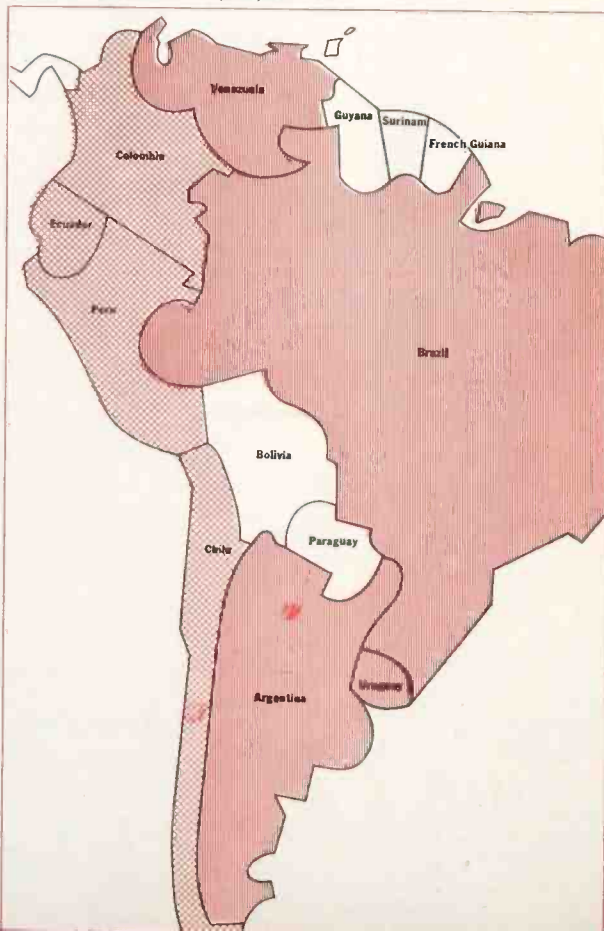 Venezuela
Guyana
Surinam
French Guiana
Colombia
Ecuador
Peru
Brazil
Bolivia
Paraguay
Chile
Argentina
Uruguay